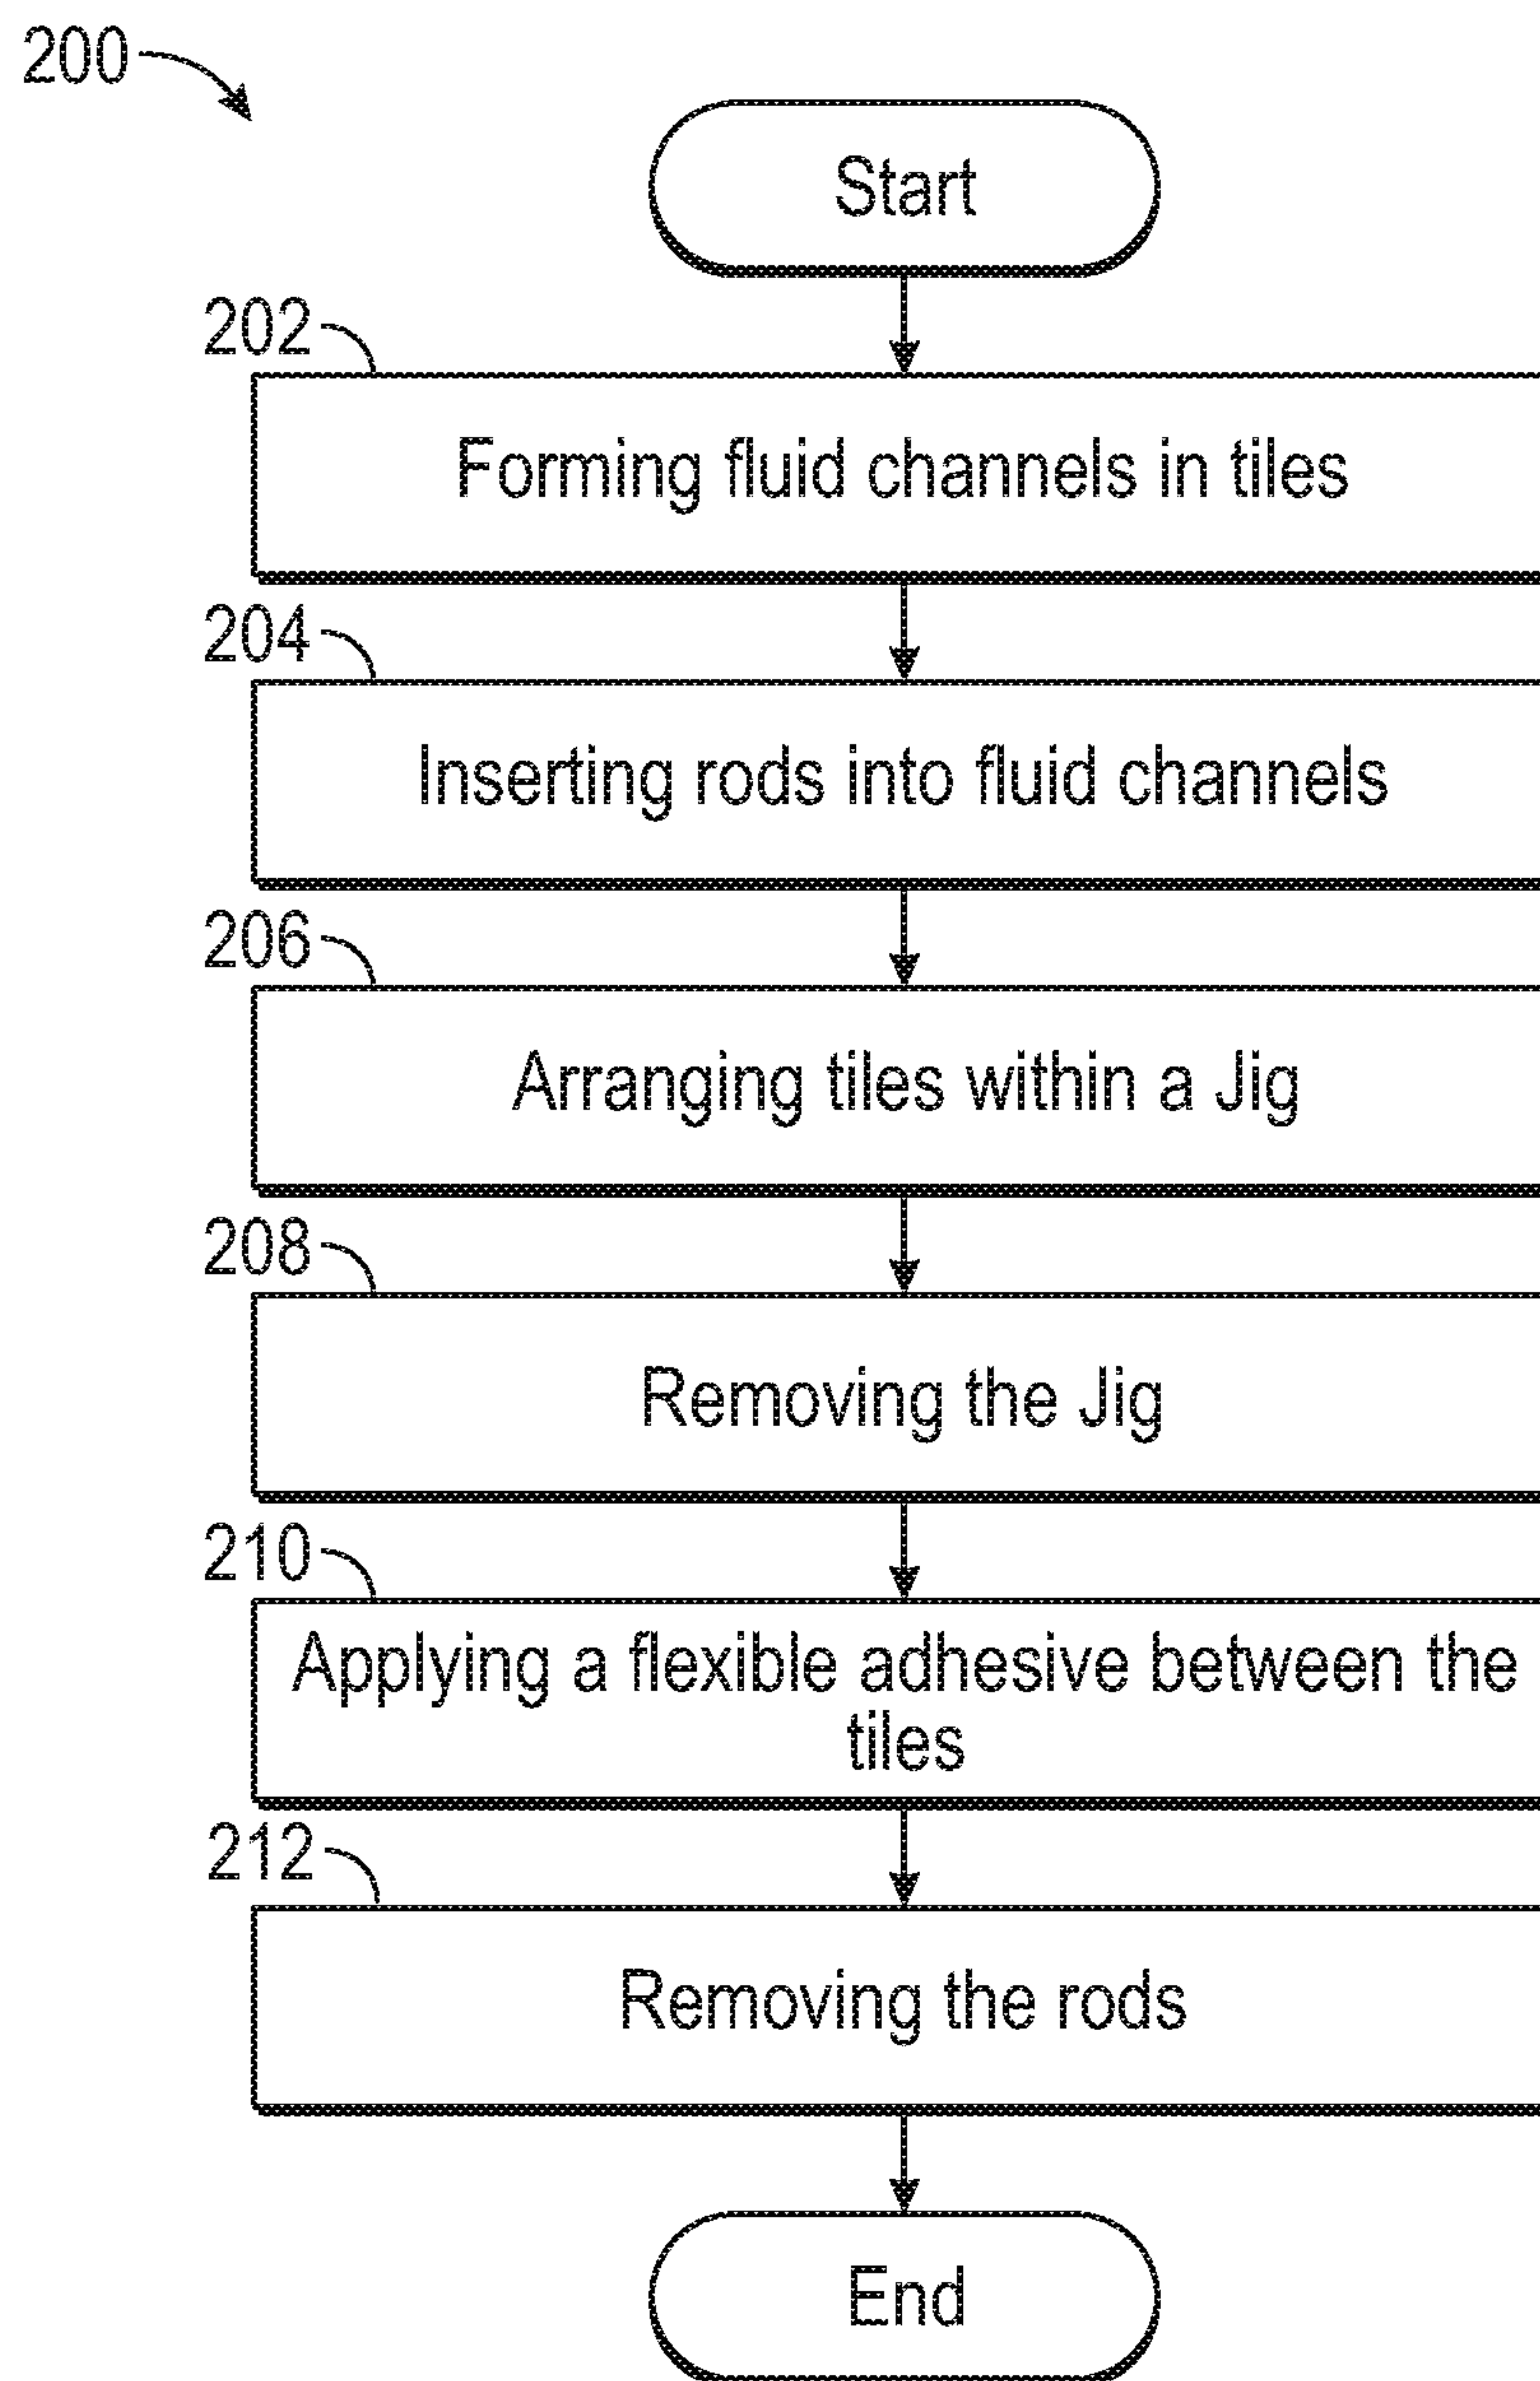 200
Start
202
Forming fluid channels in tiles
204
Inserting rods into fluid channels
206
Arranging tiles within a Jig
208
Removing the Jig
210
Applying a flexible adhesive between the
tiles
212
Removing the rods
End